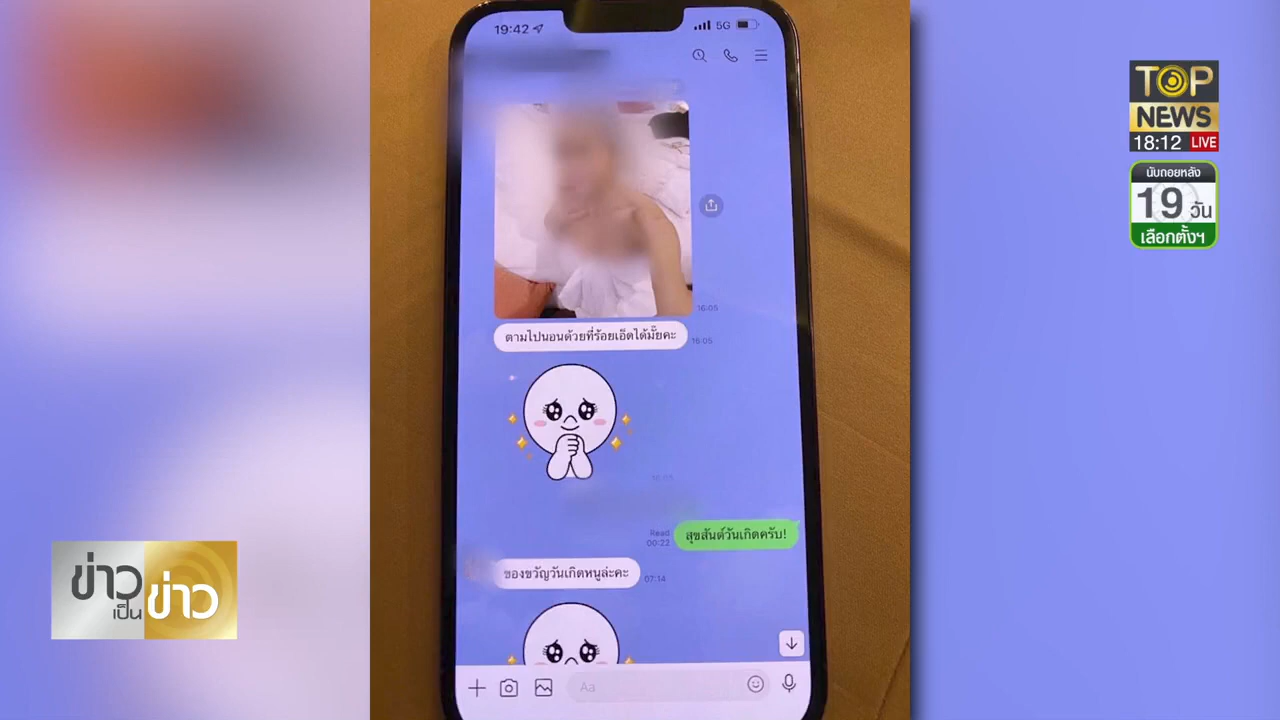 19:42
5G
TOP
NEWS
18:12 LIVE
นับถอยหลัง
19 วัน
เลือกตั้งฯ
16:05
ตามไปนอนด้วยที่ร้อยเอ็ดได้มั๊ยคะ
16:05
16:05
Read
00:22
สุขสันต์วันเกิดครับ!
ของขวัญวันเกิดหนูล่ะคะ
07:14
Aa
ข่าว
เป็น
ข่าว